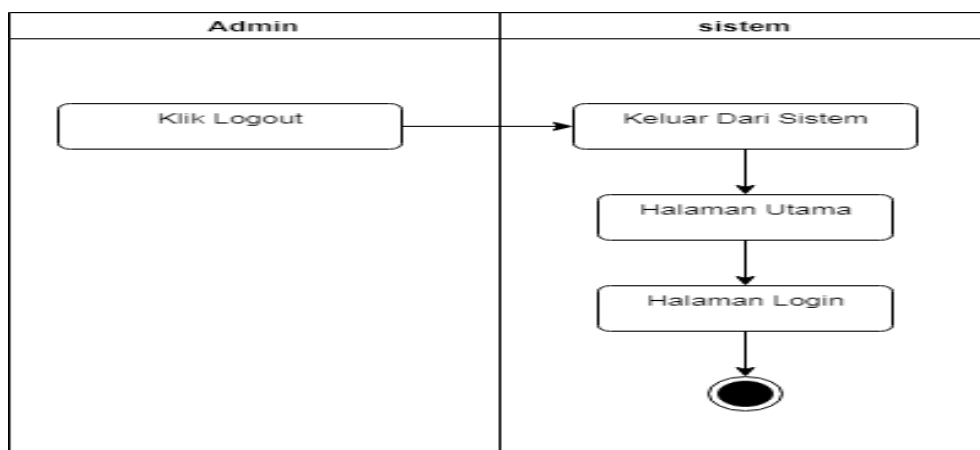 Admin
sistem
Klik Logout
Keluar Dari Sistem
Halaman Utama
Halaman Login